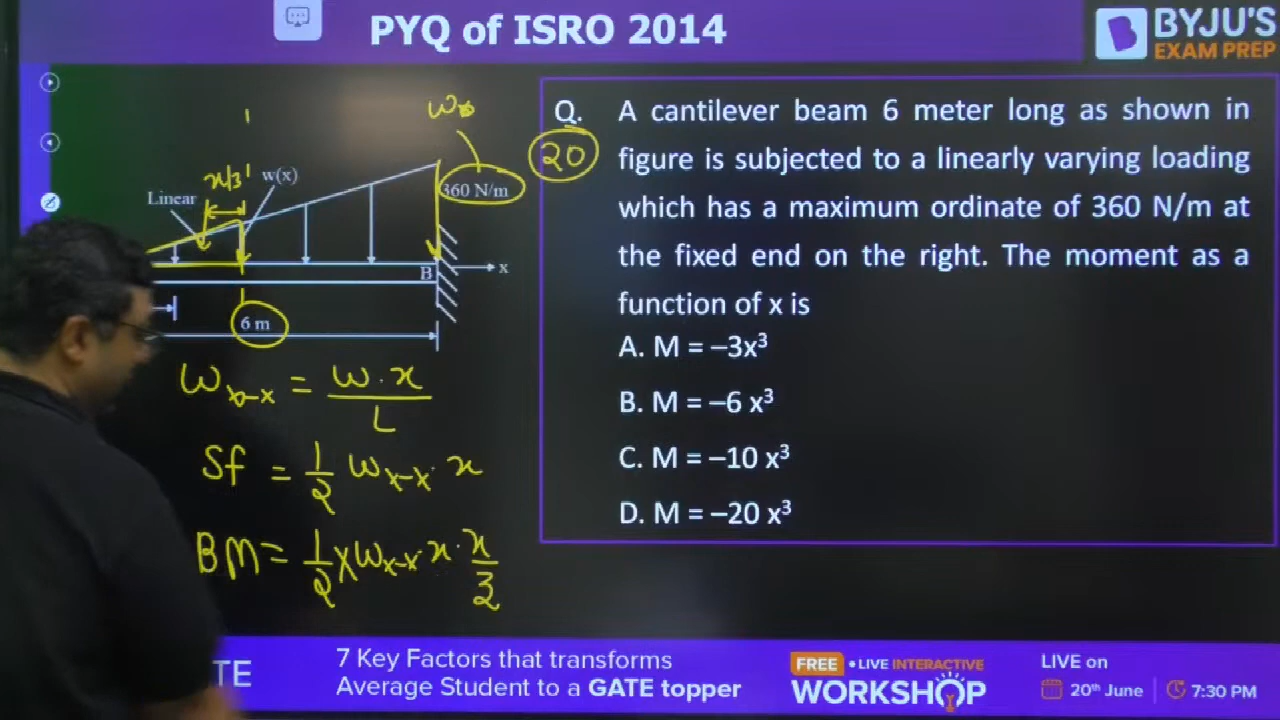 PYQ of ISRO 2014
BYJU'S
EXAM PREP
Q. A cantilever beam 6 meter long as shown in
figure is subjected to a linearly varying loading
which has a maximum ordinate of 360 N/m at
the fixed end on the right. The moment as a
function of x is
A. M = –3x³
B. M = –6 x³
C. M = –10 x³
D. M = –20 x³
20
x/3
w(x)
Linear
360 N/m
B
x
6 m
W x-x = w.x / L
Sf = 1/2 W x-x . x
BM = 1/2 × W x-x . x . x/3
TE
7 Key Factors that transforms
Average Student to a GATE topper
FREE • LIVE INTERACTIVE
WORKSHOP
LIVE on
20th June | 7:30 PM